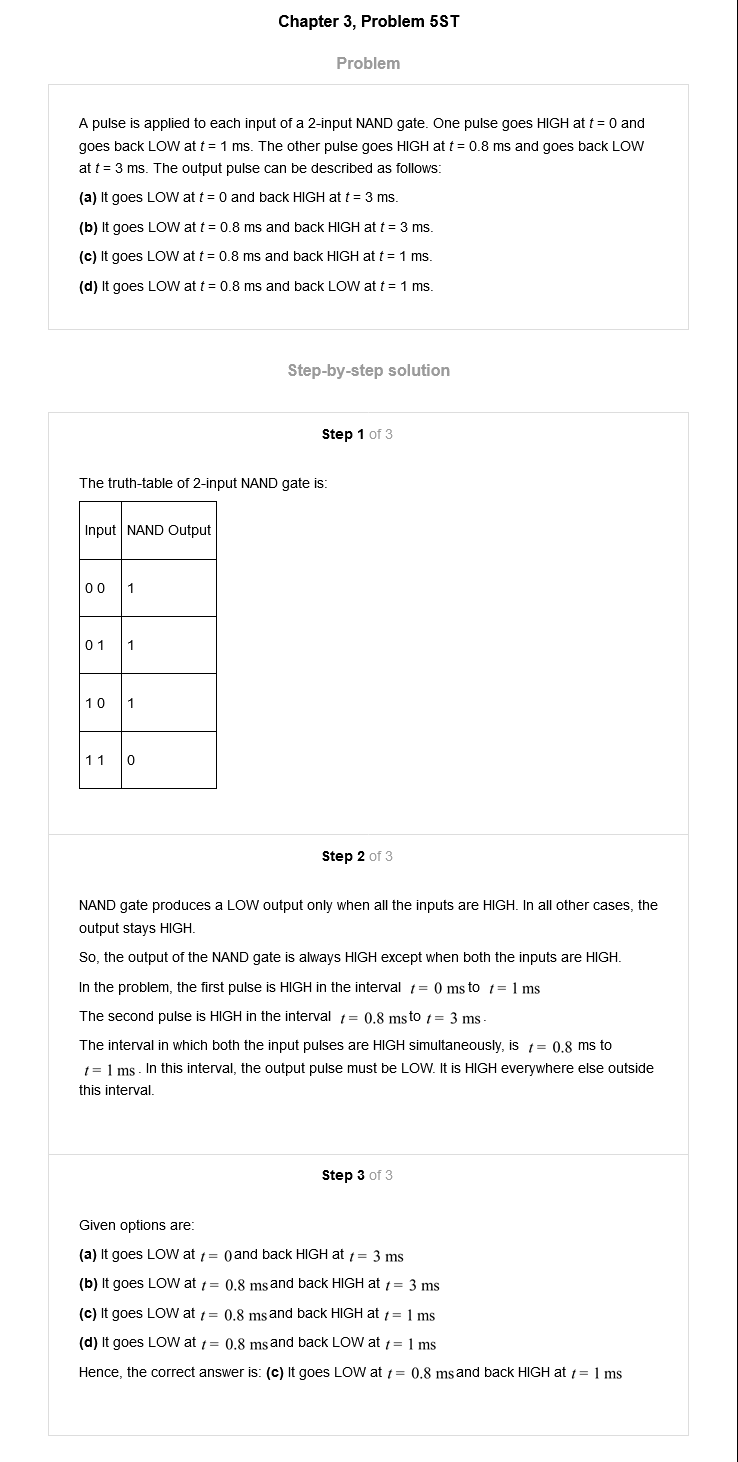 Chapter 3, Problem 5ST
Problem
A pulse is applied to each input of a 2-input NAND gate. One pulse goes HIGH at t = 0 and
goes back LOW at t = 1 ms. The other pulse goes HIGH at t = 0.8 ms and goes back LOW
at t = 3 ms. The output pulse can be described as follows:
(a) It goes LOW at t = 0 and back HIGH at t = 3 ms.
(b) It goes LOW at t = 0.8 ms and back HIGH at t = 3 ms.
(c) It goes LOW at t = 0.8 ms and back HIGH at t = 1 ms.
(d) It goes LOW at t = 0.8 ms and back LOW at t = 1 ms.
Step-by-step solution
Step 1 of 3
The truth-table of 2-input NAND gate is:
Input NAND Output
0 0 1
0 1 1
1 0 1
1 1 0
Step 2 of 3
NAND gate produces a LOW output only when all the inputs are HIGH. In all other cases, the
output stays HIGH.
So, the output of the NAND gate is always HIGH except when both the inputs are HIGH.
In the problem, the first pulse is HIGH in the interval t = 0 ms to t = 1 ms
The second pulse is HIGH in the interval t = 0.8 ms to t = 3 ms.
The interval in which both the input pulses are HIGH simultaneously, is t = 0.8 ms to
t = 1 ms. In this interval, the output pulse must be LOW. It is HIGH everywhere else outside
this interval.
Step 3 of 3
Given options are:
(a) It goes LOW at t = 0 and back HIGH at t = 3 ms
(b) It goes LOW at t = 0.8 ms and back HIGH at t = 3 ms
(c) It goes LOW at t = 0.8 ms and back HIGH at t = 1 ms
(d) It goes LOW at t = 0.8 ms and back LOW at t = 1 ms
Hence, the correct answer is: (c) It goes LOW at t = 0.8 ms and back HIGH at t = 1 ms